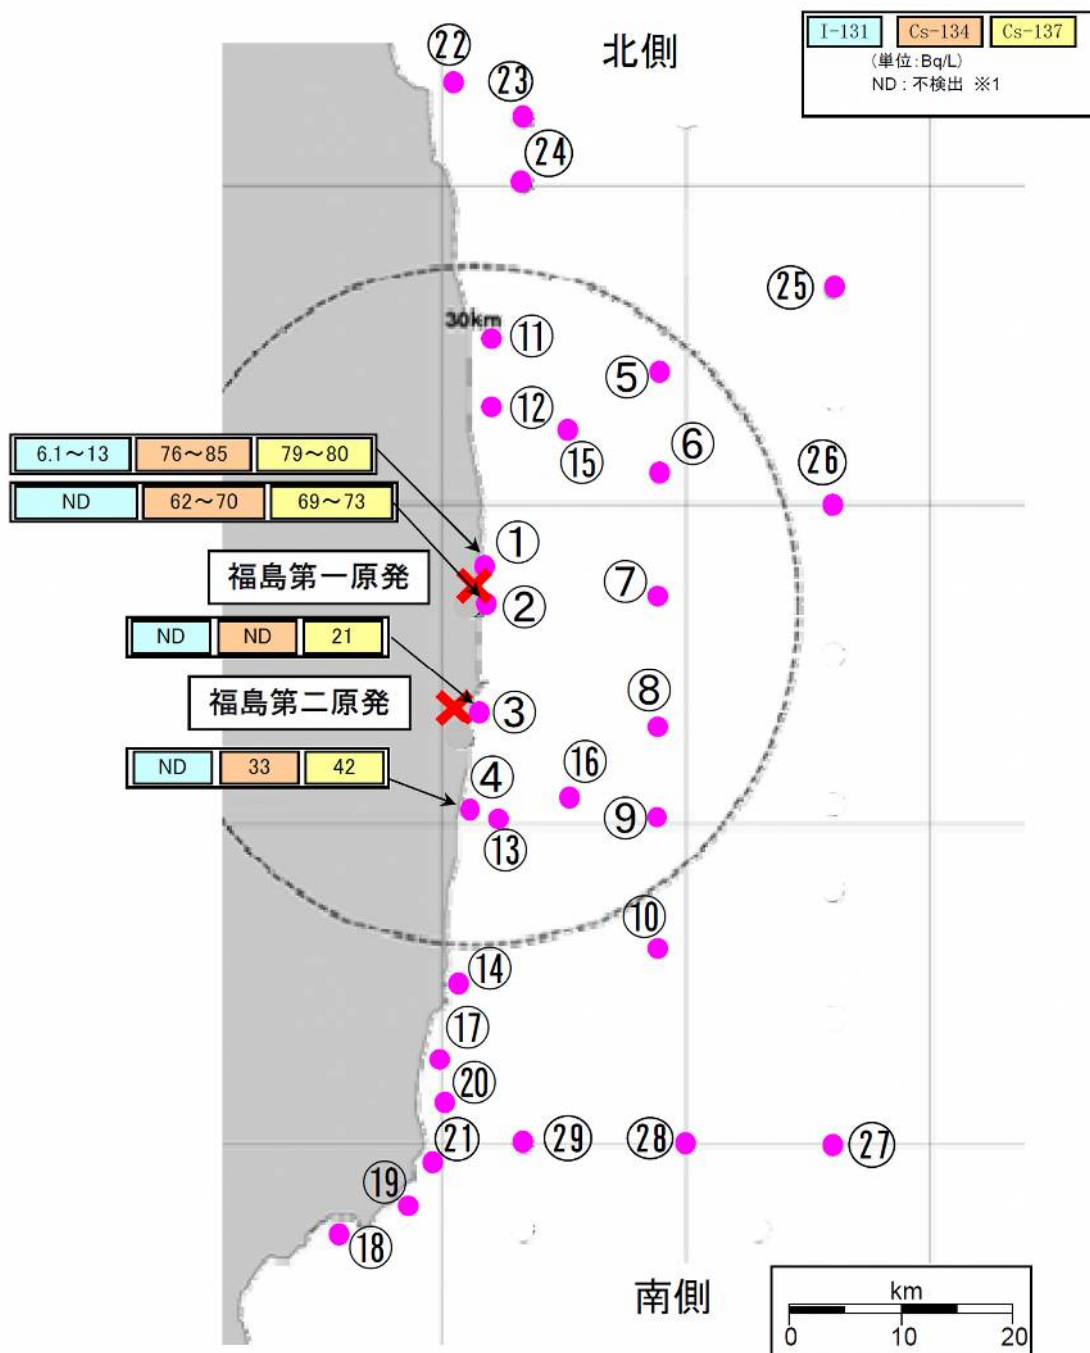 北側
I-131 Cs-134 Cs-137
(単位:Bq/L)
ND:不検出 ※1
㉒
㉓
㉔
㉕
30km
⑪
⑤
⑫
⑮
⑥
㉖
6.1～13 76～85 79～80
ND 62～70 69～73
①
福島第一原発
②
⑦
ND ND 21
福島第二原発
③
⑧
ND 33 42
④
⑯
⑨
⑬
⑩
⑭
⑰
⑳
㉑
㉙
㉘
㉗
⑲
⑱
南側
km
0 10 20